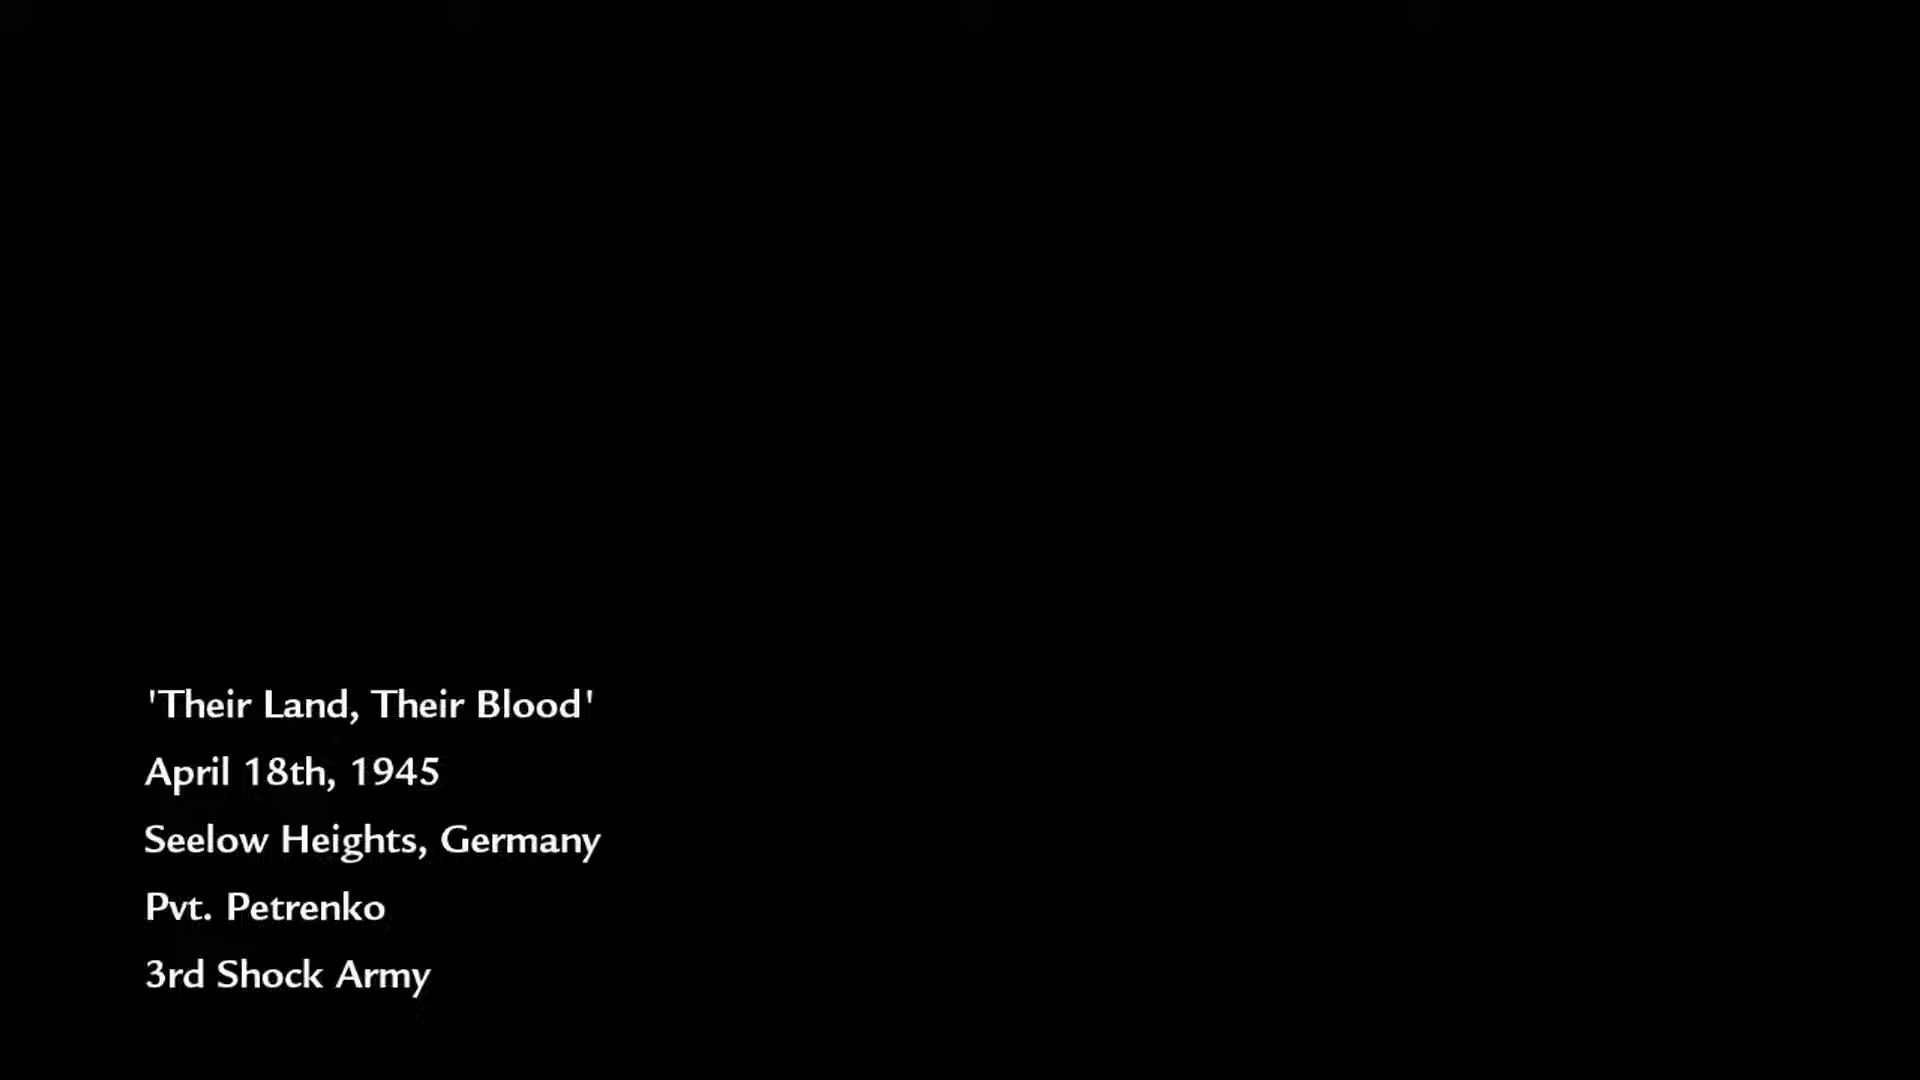 'Their Land, Their Blood'
April 18th, 1945
Seelow Heights, Germany
Pvt. Petrenko
3rd Shock Army